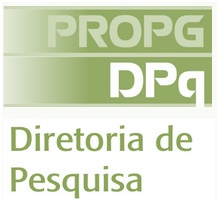 PROPG
DPq
Diretoria de
Pesquisa